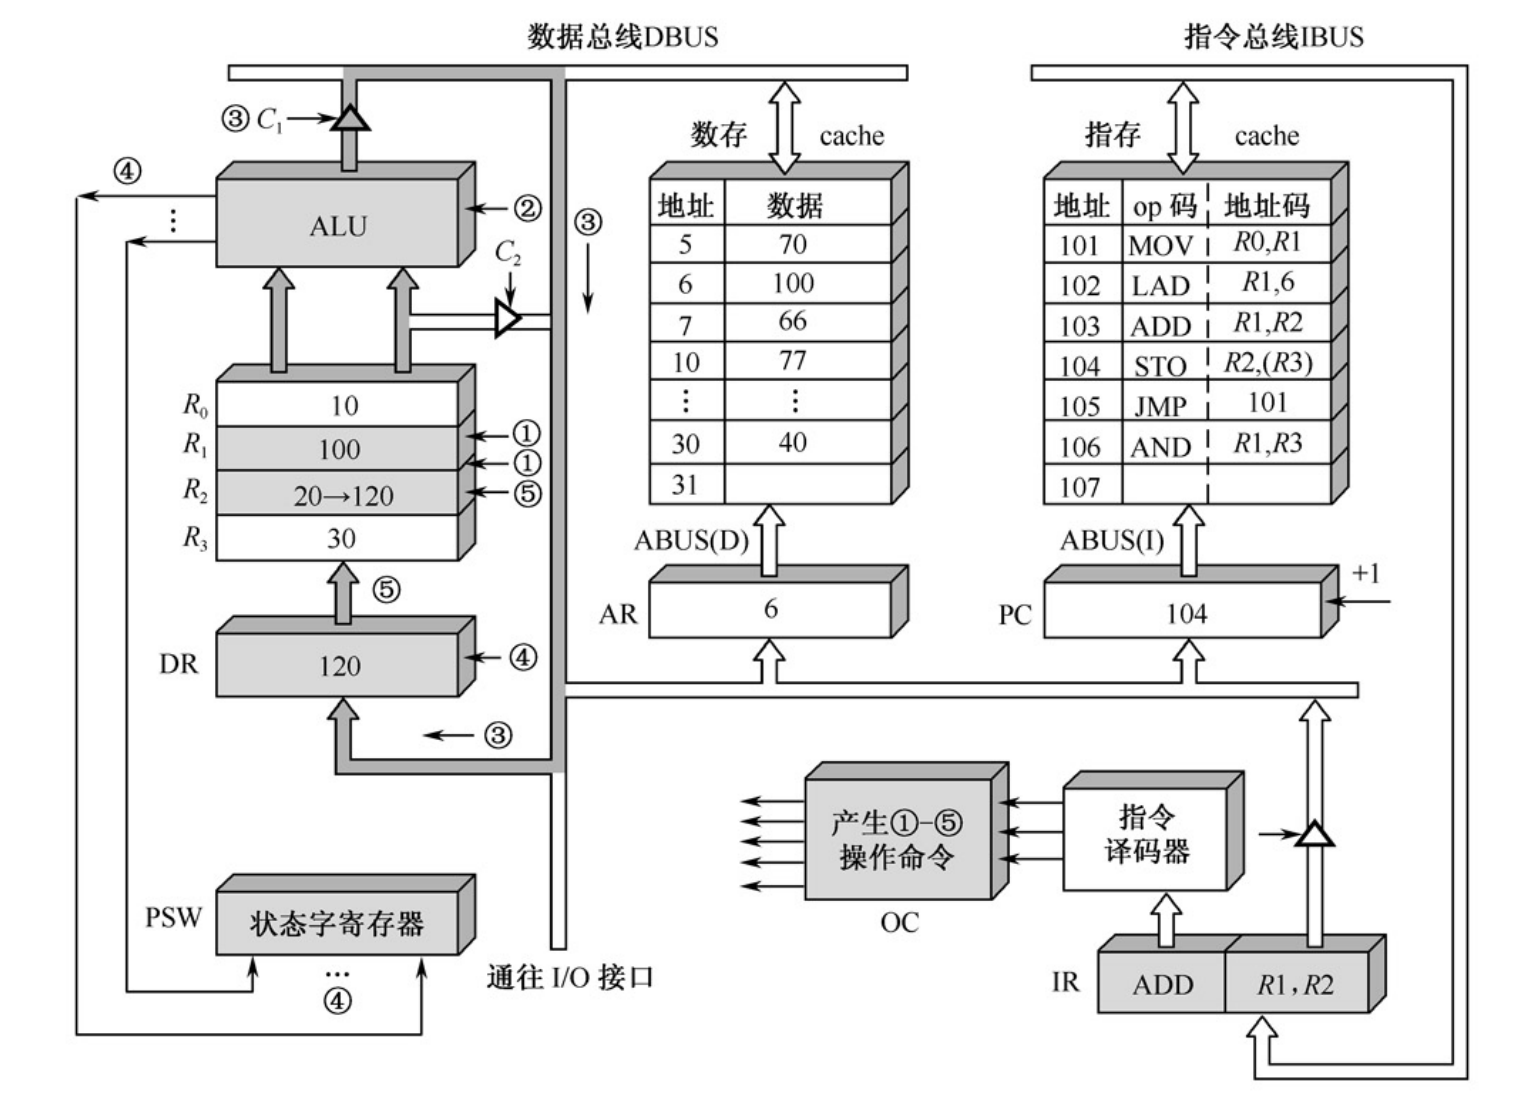 数据总线DBUS
指令总线IBUS
③ C₁
数存 cache
指存 cache
④
⋮
ALU
②
③
C₂
地址 数据
5 70
6 100
7 66
10 77
⋮ ⋮
30 40
31
地址 op 码 地址码
101 MOV R0,R1
102 LAD R1,6
103 ADD R1,R2
104 STO R2,(R3)
105 JMP 101
106 AND R1,R3
107
R₀ 10
R₁ 100 ①
①
R₂ 20→120 ⑤
R₃ 30
ABUS(D)
ABUS(I)
⑤
AR 6
PC 104
+1
DR 120 ④
③
产生①-⑤
操作命令
OC
指令
译码器
PSW 状态字寄存器
…
④
通往 I/O 接口
IR ADD R1, R2